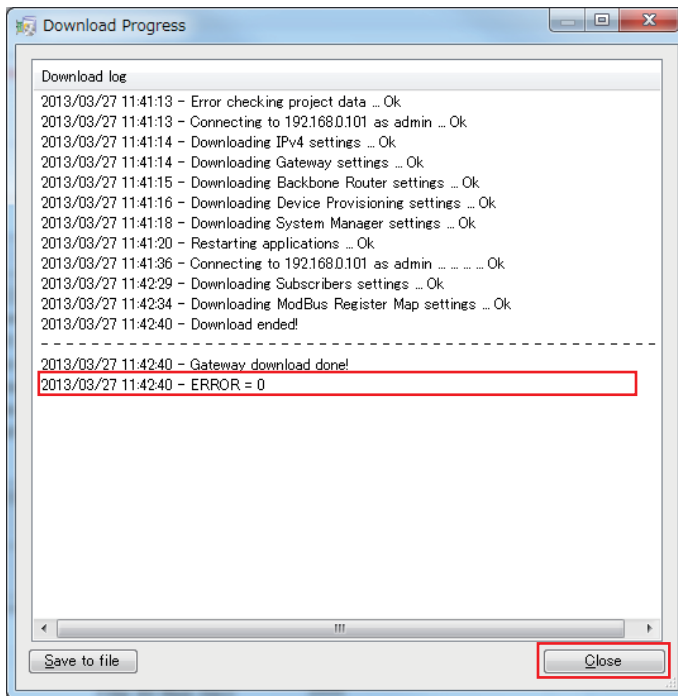 Download Progress
Download log
2013/03/27 11:41:13 - Error checking project data ... Ok
2013/03/27 11:41:13 - Connecting to 192.168.0.101 as admin ... Ok
2013/03/27 11:41:14 - Downloading IPv4 settings ... Ok
2013/03/27 11:41:14 - Downloading Gateway settings ... Ok
2013/03/27 11:41:15 - Downloading Backbone Router settings ... Ok
2013/03/27 11:41:16 - Downloading Device Provisioning settings ... Ok
2013/03/27 11:41:18 - Downloading System Manager settings ... Ok
2013/03/27 11:41:20 - Restarting applications ... Ok
2013/03/27 11:41:36 - Connecting to 192.168.0.101 as admin ... ... ... ... Ok
2013/03/27 11:42:29 - Downloading Subscribers settings ... Ok
2013/03/27 11:42:34 - Downloading ModBus Register Map settings ... Ok
2013/03/27 11:42:40 - Download ended!
2013/03/27 11:42:40 - Gateway download done!
2013/03/27 11:42:40 - ERROR = 0
Save to file
Close